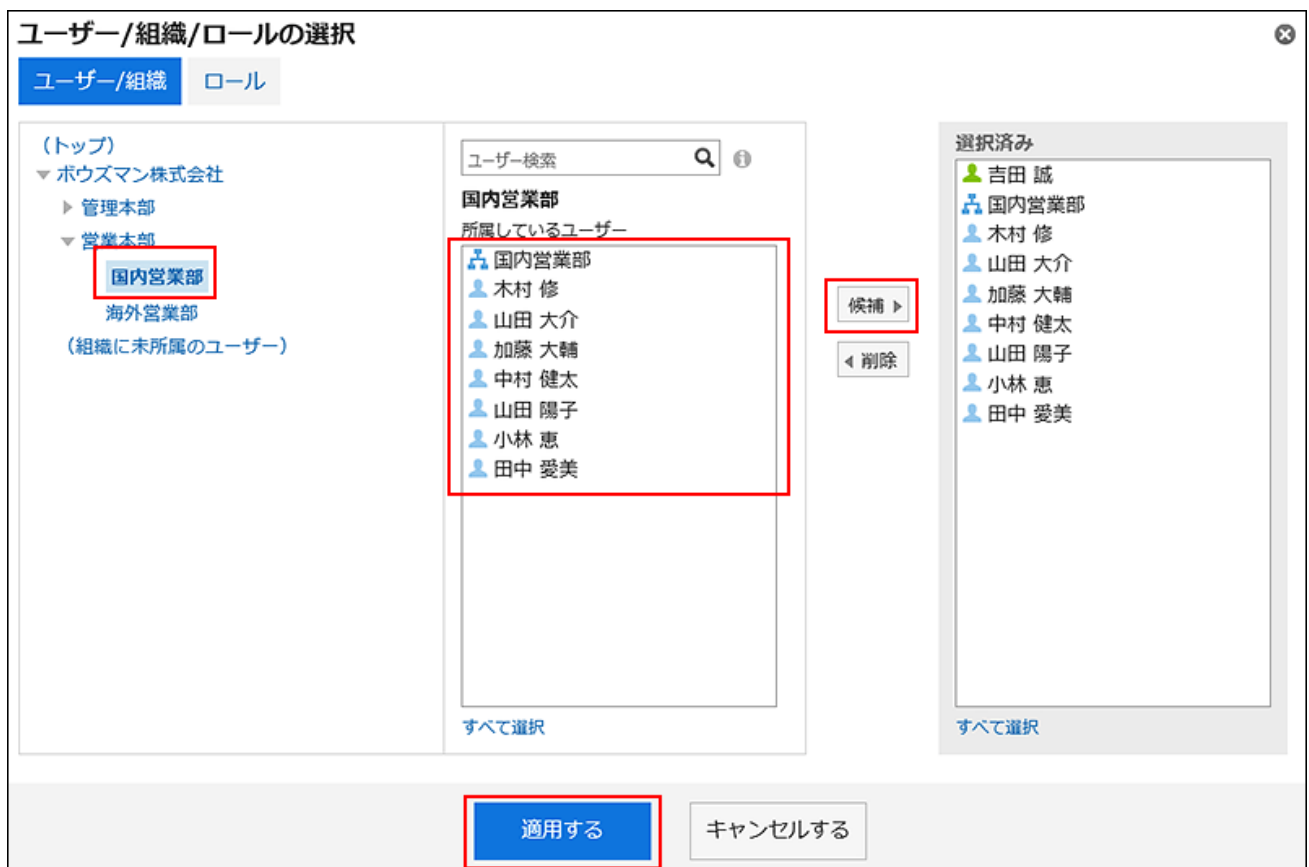 ユーザー/組織/ロールの選択
ユーザー/組織
ロール
(トップ)
ボウズマン株式会社
管理本部
営業本部
国内営業部
海外営業部
(組織に未所属のユーザー)
ユーザー検索
国内営業部
所属しているユーザー
国内営業部
木村 修
山田 大介
加藤 大輔
中村 健太
山田 陽子
小林 恵
田中 愛美
すべて選択
候補
削除
選択済み
吉田 誠
国内営業部
木村 修
山田 大介
加藤 大輔
中村 健太
山田 陽子
小林 恵
田中 愛美
すべて選択
適用する
キャンセルする